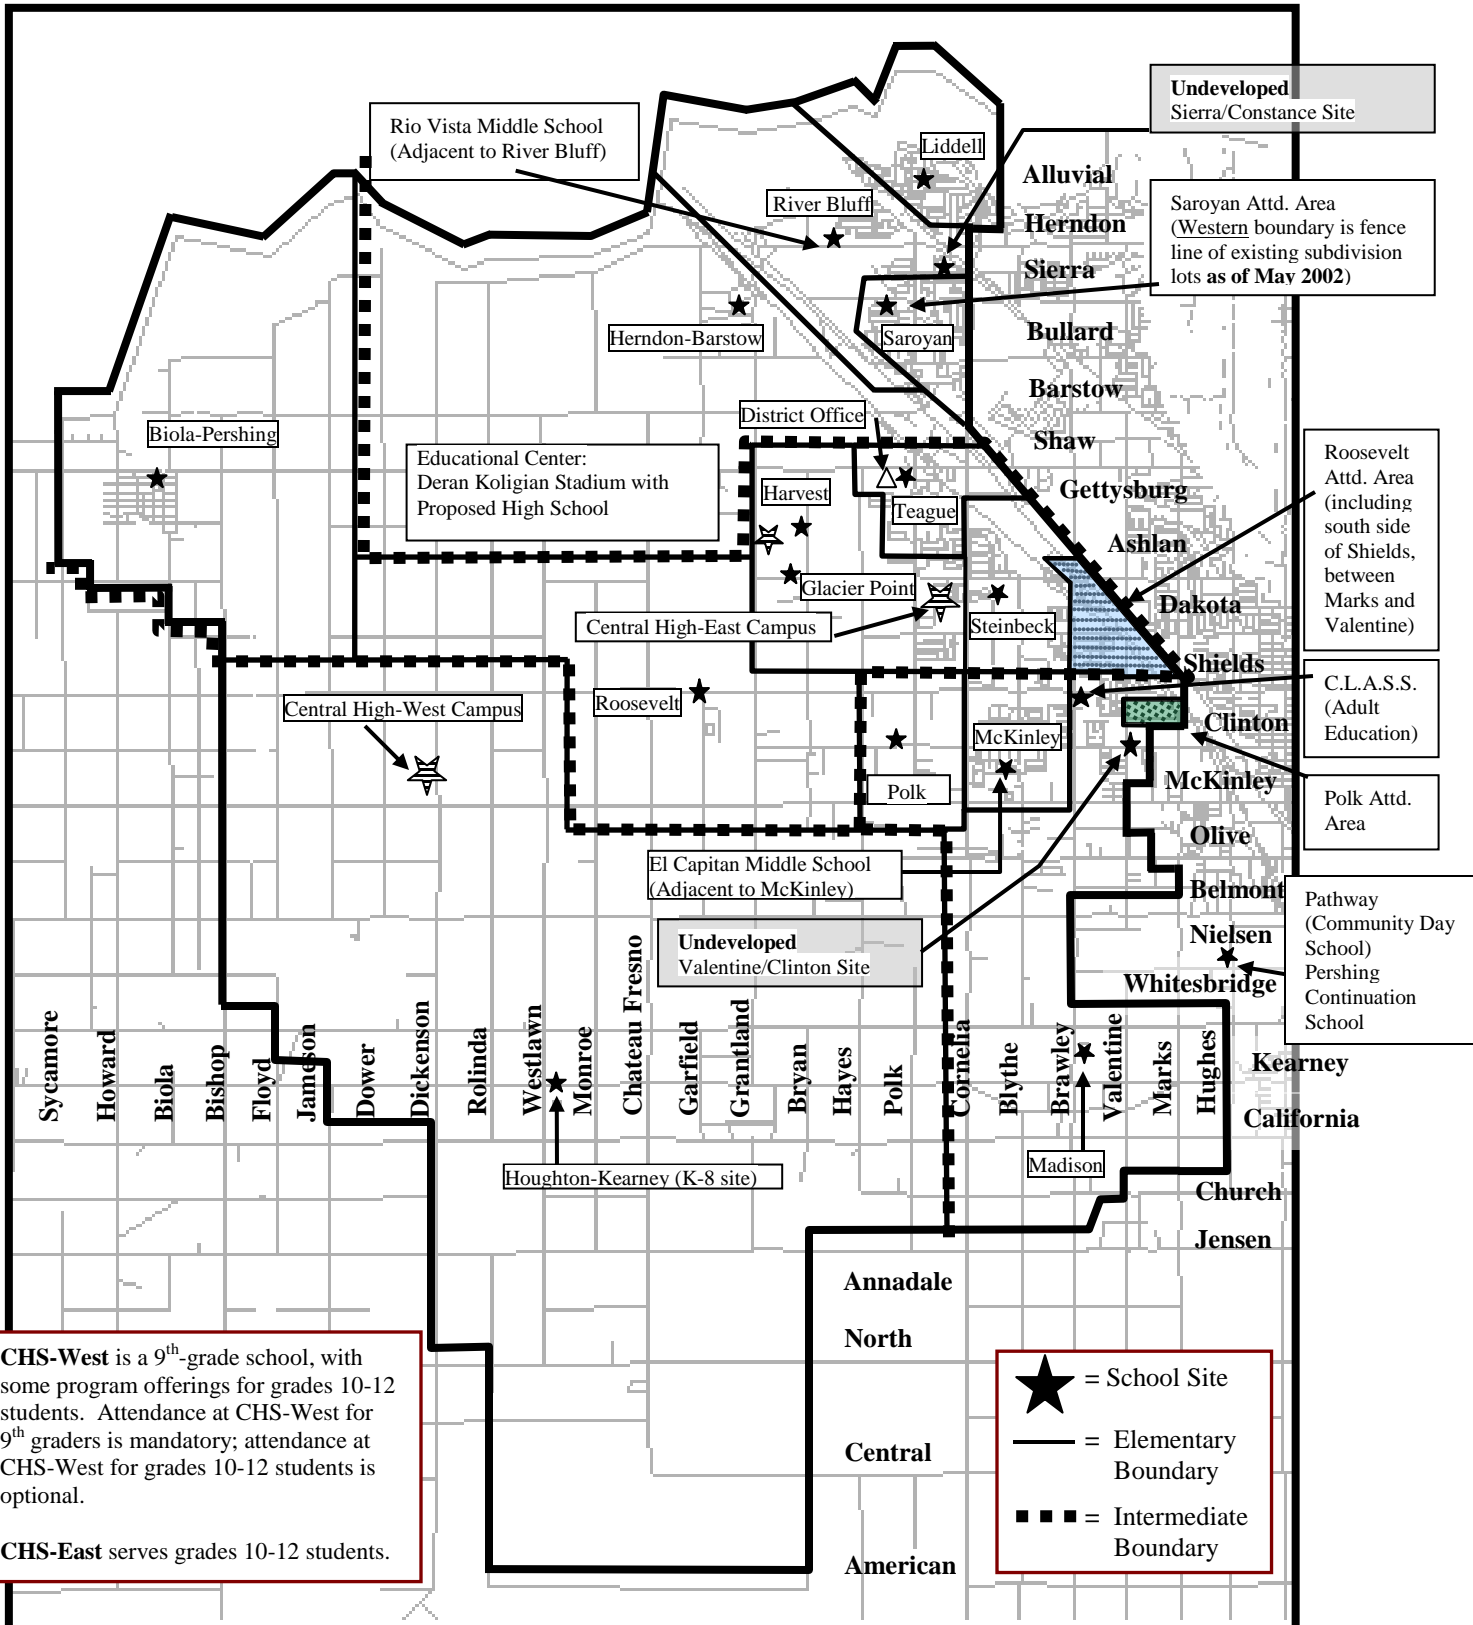 Undeveloped
Sierra/Constance Site
Rio Vista Middle School
(Adjacent to River Bluff)
Liddell
Alluvial
River Bluff
Herndon
Saroyan Attd. Area
(Western boundary is fence
line of existing subdivision
lots as of May 2002)
Sierra
Herndon-Barstow
Saroyan
Bullard
Barstow
District Office
Shaw
Biola-Pershing
Educational Center:
Deran Koligian Stadium with
Proposed High School
Harvest
Teague
Gettysburg
Roosevelt
Attd. Area
(including
south side
of Shields,
between
Marks and
Valentine)
Ashlan
Glacier Point
Dakota
Central High-East Campus
Steinbeck
Shields
Central High-West Campus
Roosevelt
C.L.A.S.S.
(Adult
Education)
McKinley
Clinton
McKinley
Polk
Polk Attd.
Area
Olive
El Capitan Middle School
(Adjacent to McKinley)
Belmont
Undeveloped
Valentine/Clinton Site
Nielsen
Pathway
(Community Day
School)
Pershing
Continuation
School
Whitesbridge
Sycamore
Howard
Biola
Bishop
Floyd
Jameson
Dower
Dickenson
Rolinda
Westlawn
Monroe
Chateau Fresno
Garfield
Grantland
Bryan
Hayes
Polk
Cornelia
Blythe
Brawley
Valentine
Marks
Hughes
Kearney
California
Houghton-Kearney (K-8 site)
Madison
Church
Jensen
Annadale
North
CHS-West is a 9th-grade school, with
some program offerings for grades 10-12
students. Attendance at CHS-West for
9th graders is mandatory; attendance at
CHS-West for grades 10-12 students is
optional.
CHS-East serves grades 10-12 students.
Central
American
= School Site
= Elementary
Boundary
= Intermediate
Boundary